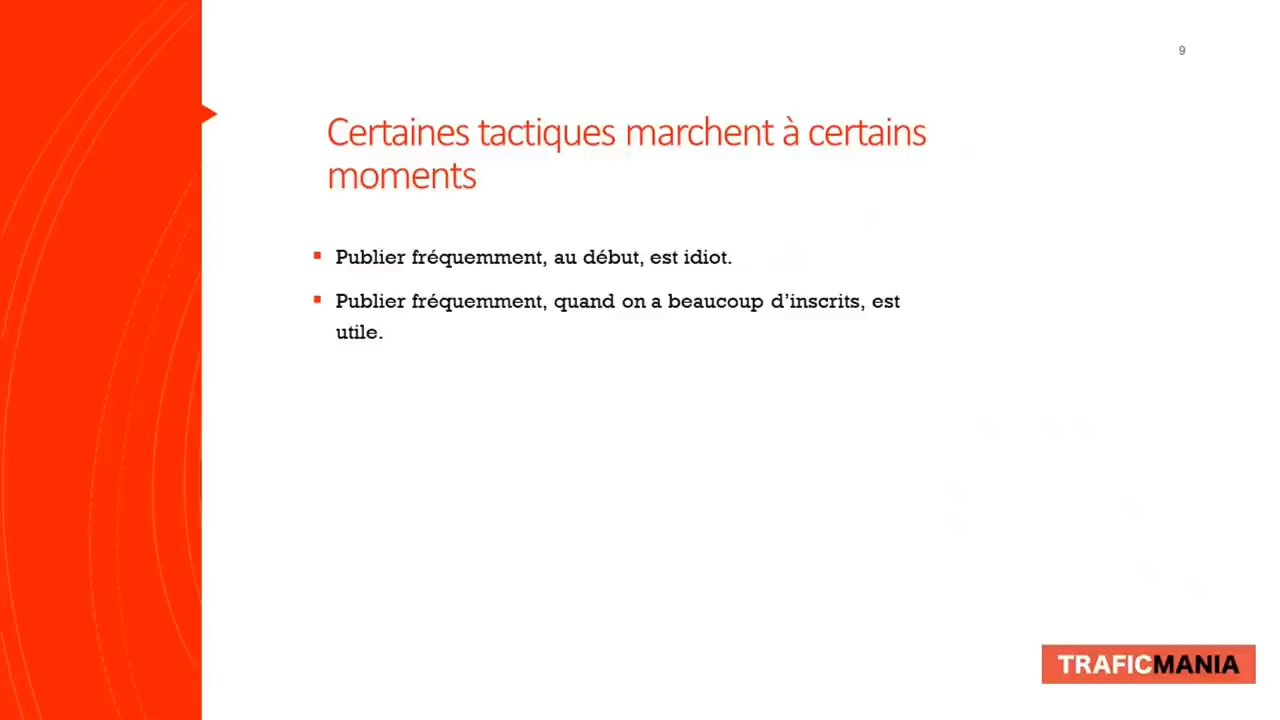 9
Certaines tactiques marchent à certains
moments
Publier fréquemment, au début, est idiot.
Publier fréquemment, quand on a beaucoup d’inscrits, est
utile.
TRAFICMANIA